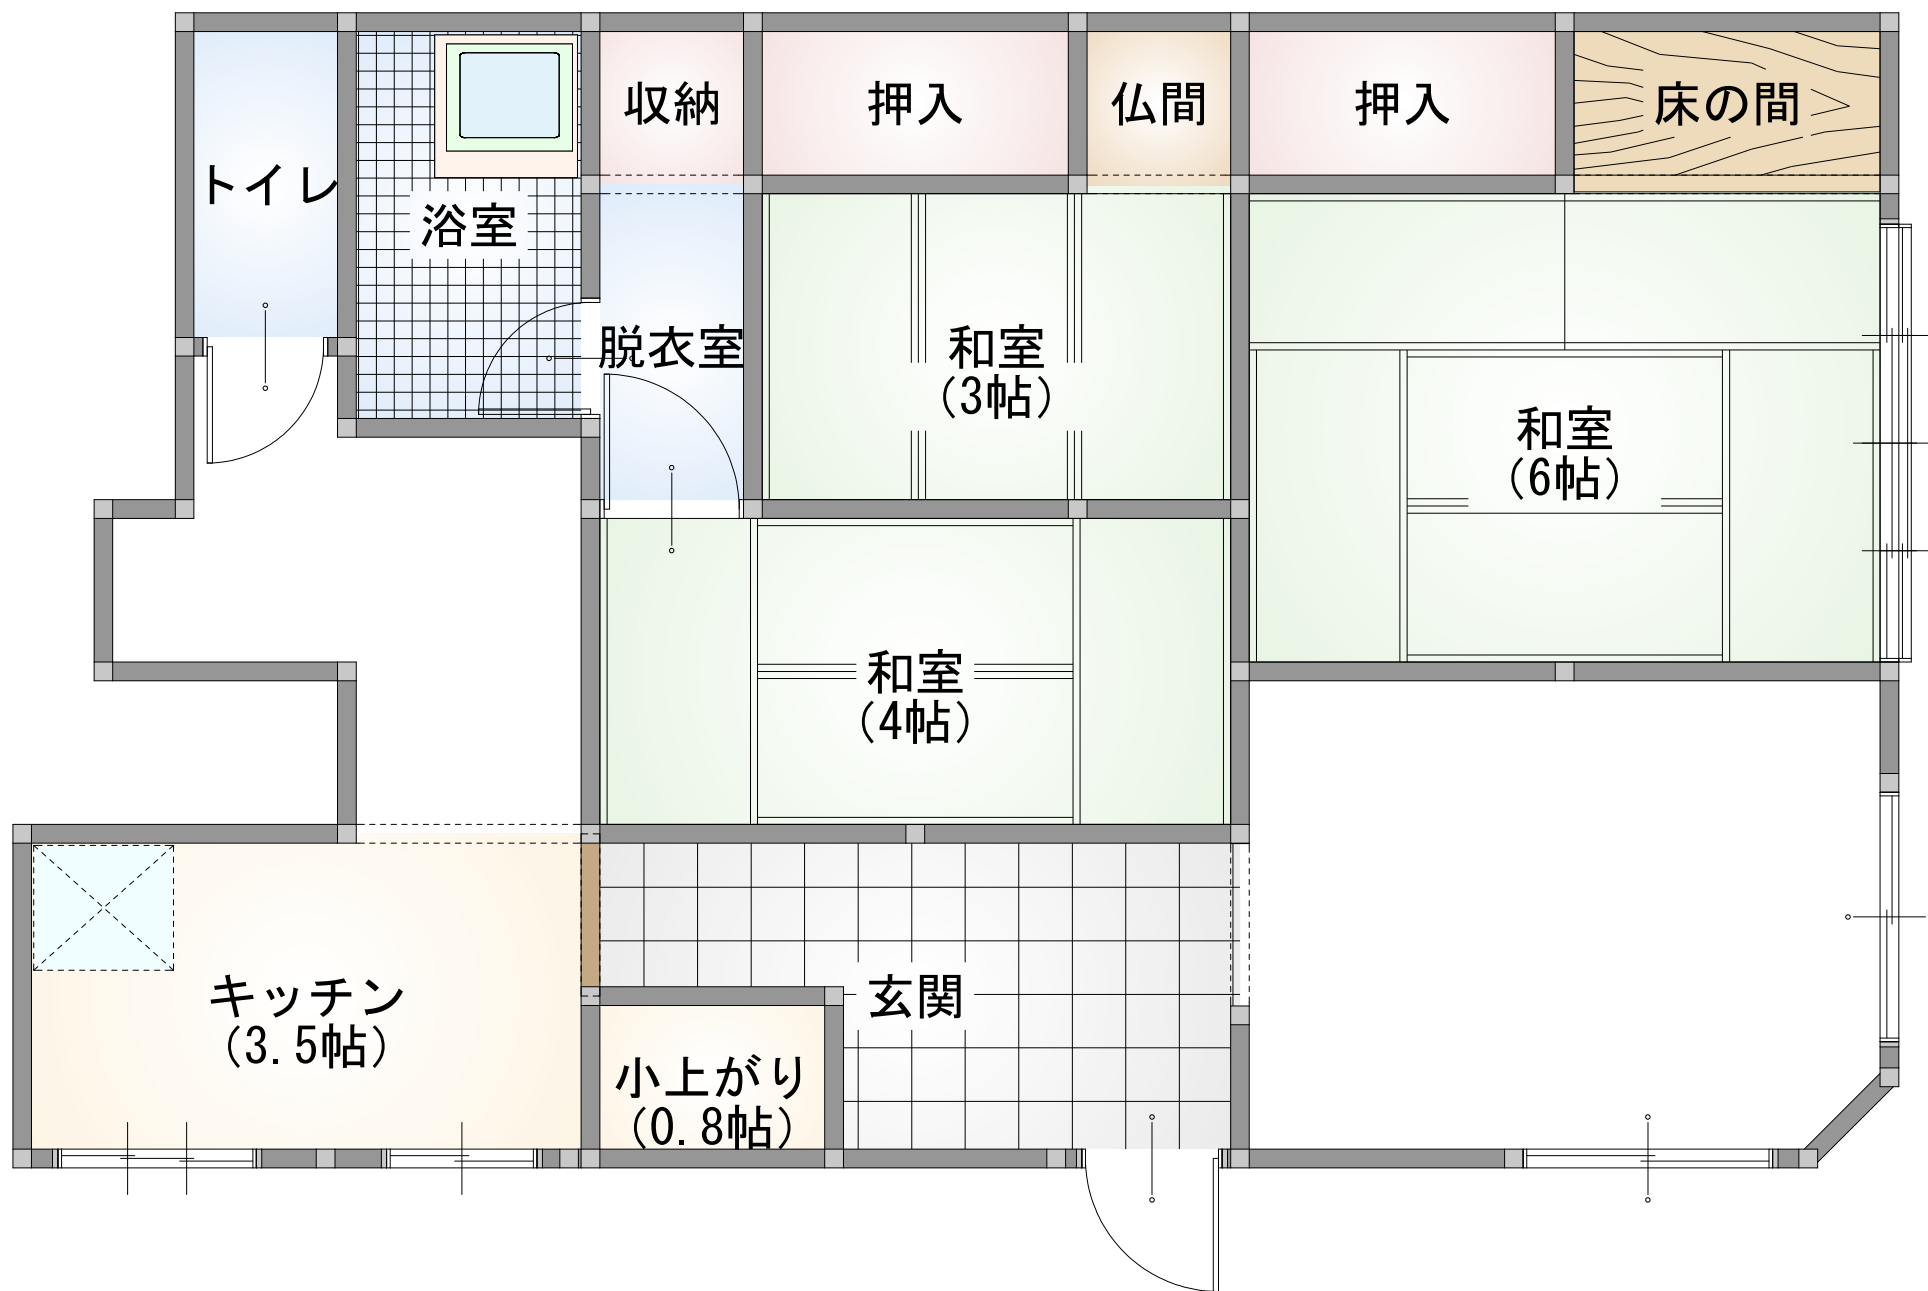 収納
押入
仏間
押入
床の間
トイレ
浴室
脱衣室
和室
(3帖)
和室
(6帖)
和室
(4帖)
キッチン
(3.5帖)
玄関
小上がり
(0.8帖)